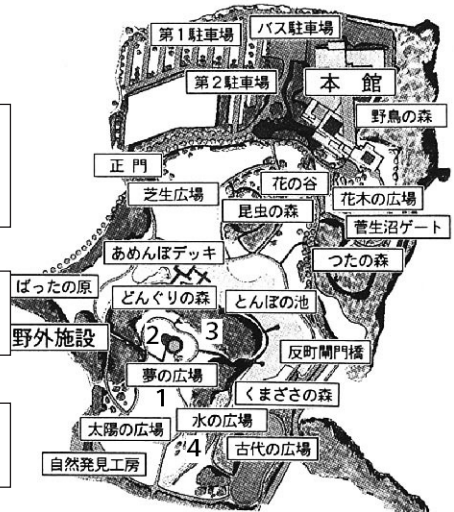 第１駐車場
バス駐車場
第２駐車場
本館
野鳥の森
正門
花の谷
芝生広場
花木の広場
昆虫の森
菅生沼ゲート
あめんぼデッキ
つたの森
ばったの原
どんぐりの森
とんぼの池
野外施設
2
3
反町閘門橋
夢の広場
くまざさの森
1
水の広場
太陽の広場
4
古代の広場
自然発見工房